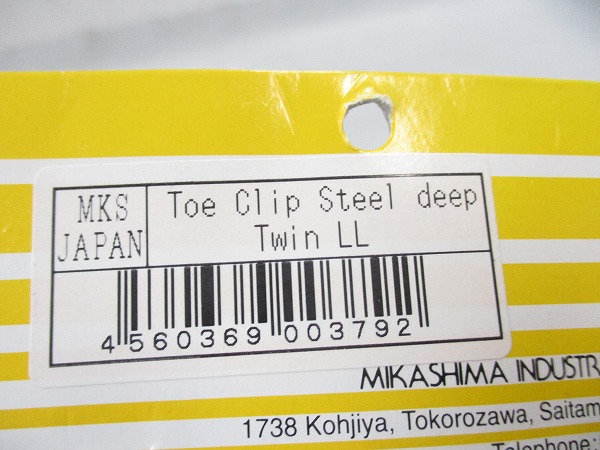 MKS JAPAN
Toe Clip Steel deep
Twin LL
4 560369 003792
MIKASHIMA INDUSTR
1738 Kohjiya, Tokorozawa, Saitam
Telephone: